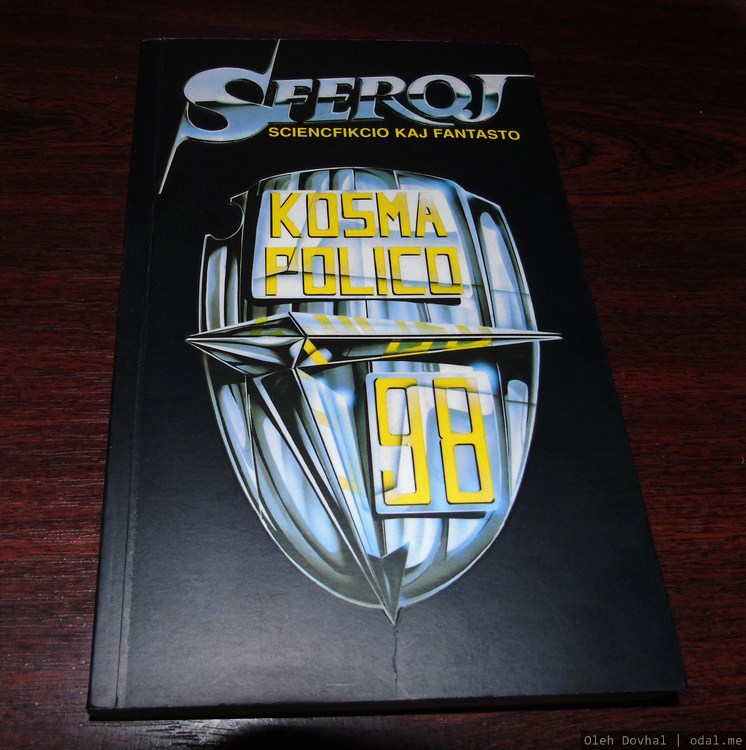 SFEROJ
SCIENCFIKCIO KAJ FANTASTO
KOSMA
POLICO
98
Oleh Dovhal | odal.me